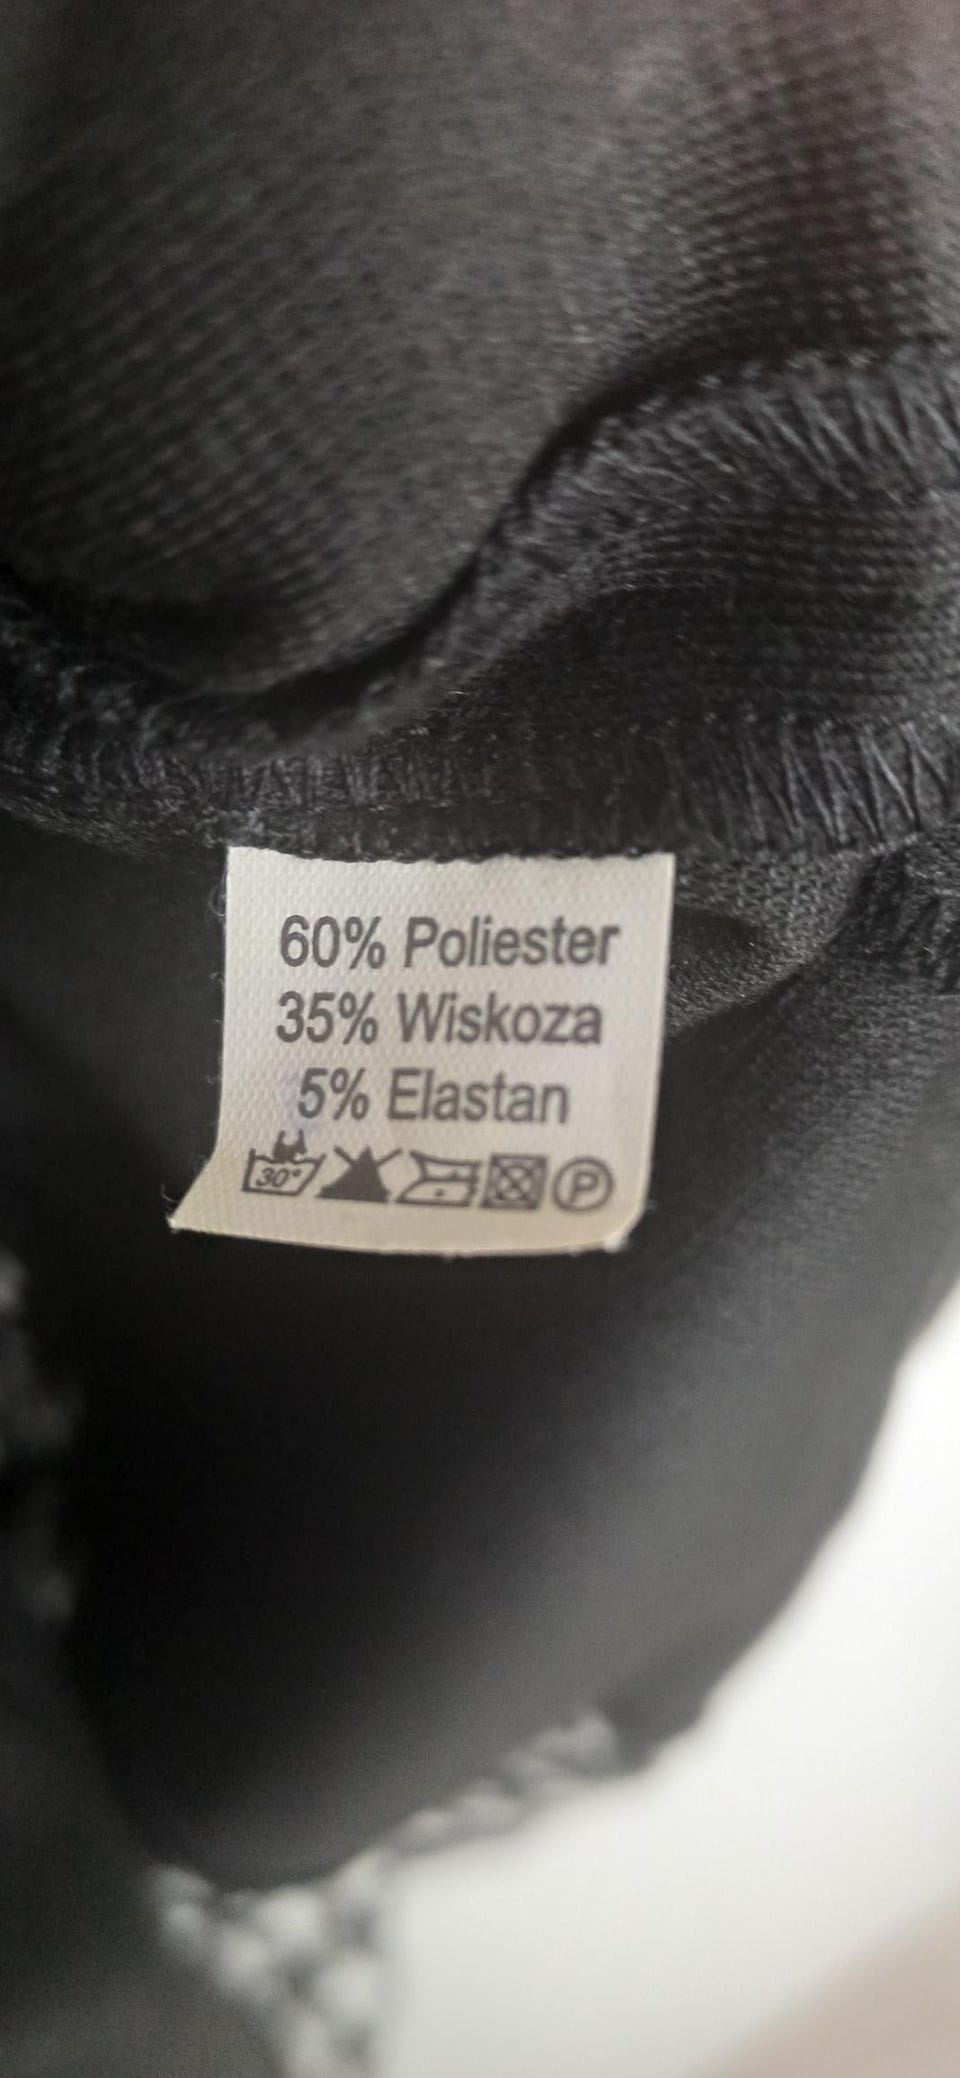 60% Poliester
35% Wiskoza
5% Elastan
30° P